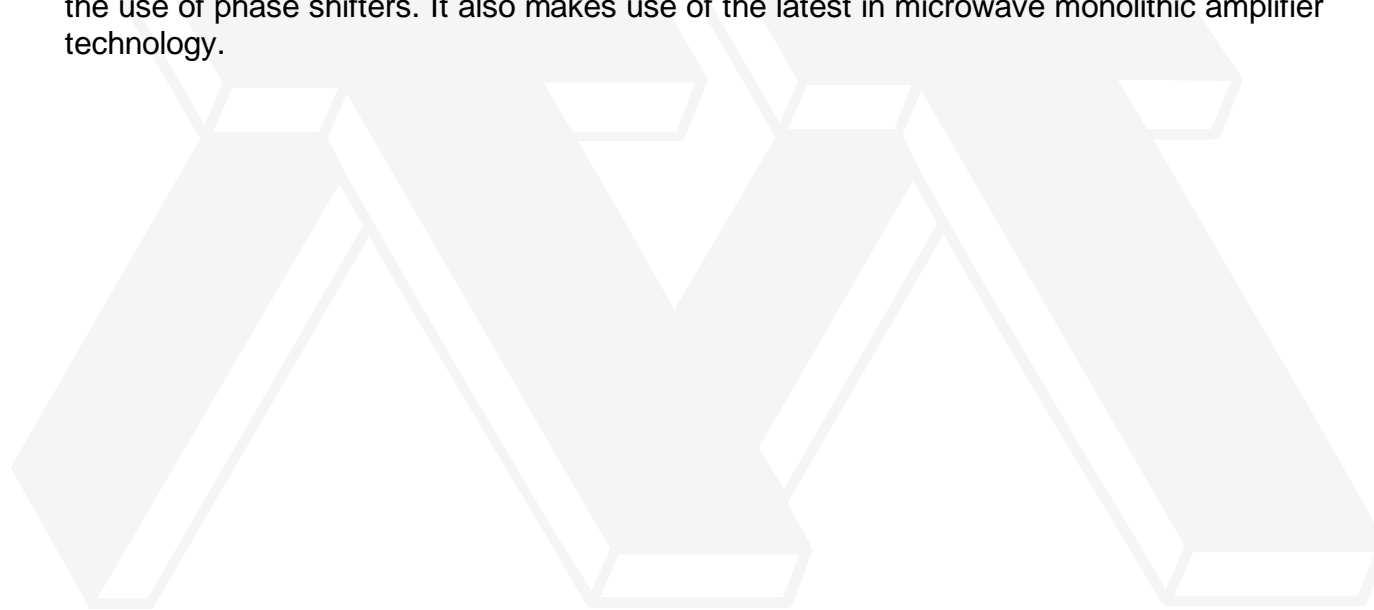 the use of phase shifters. It also makes use of the latest in microwave monolithic amplifier
technology.